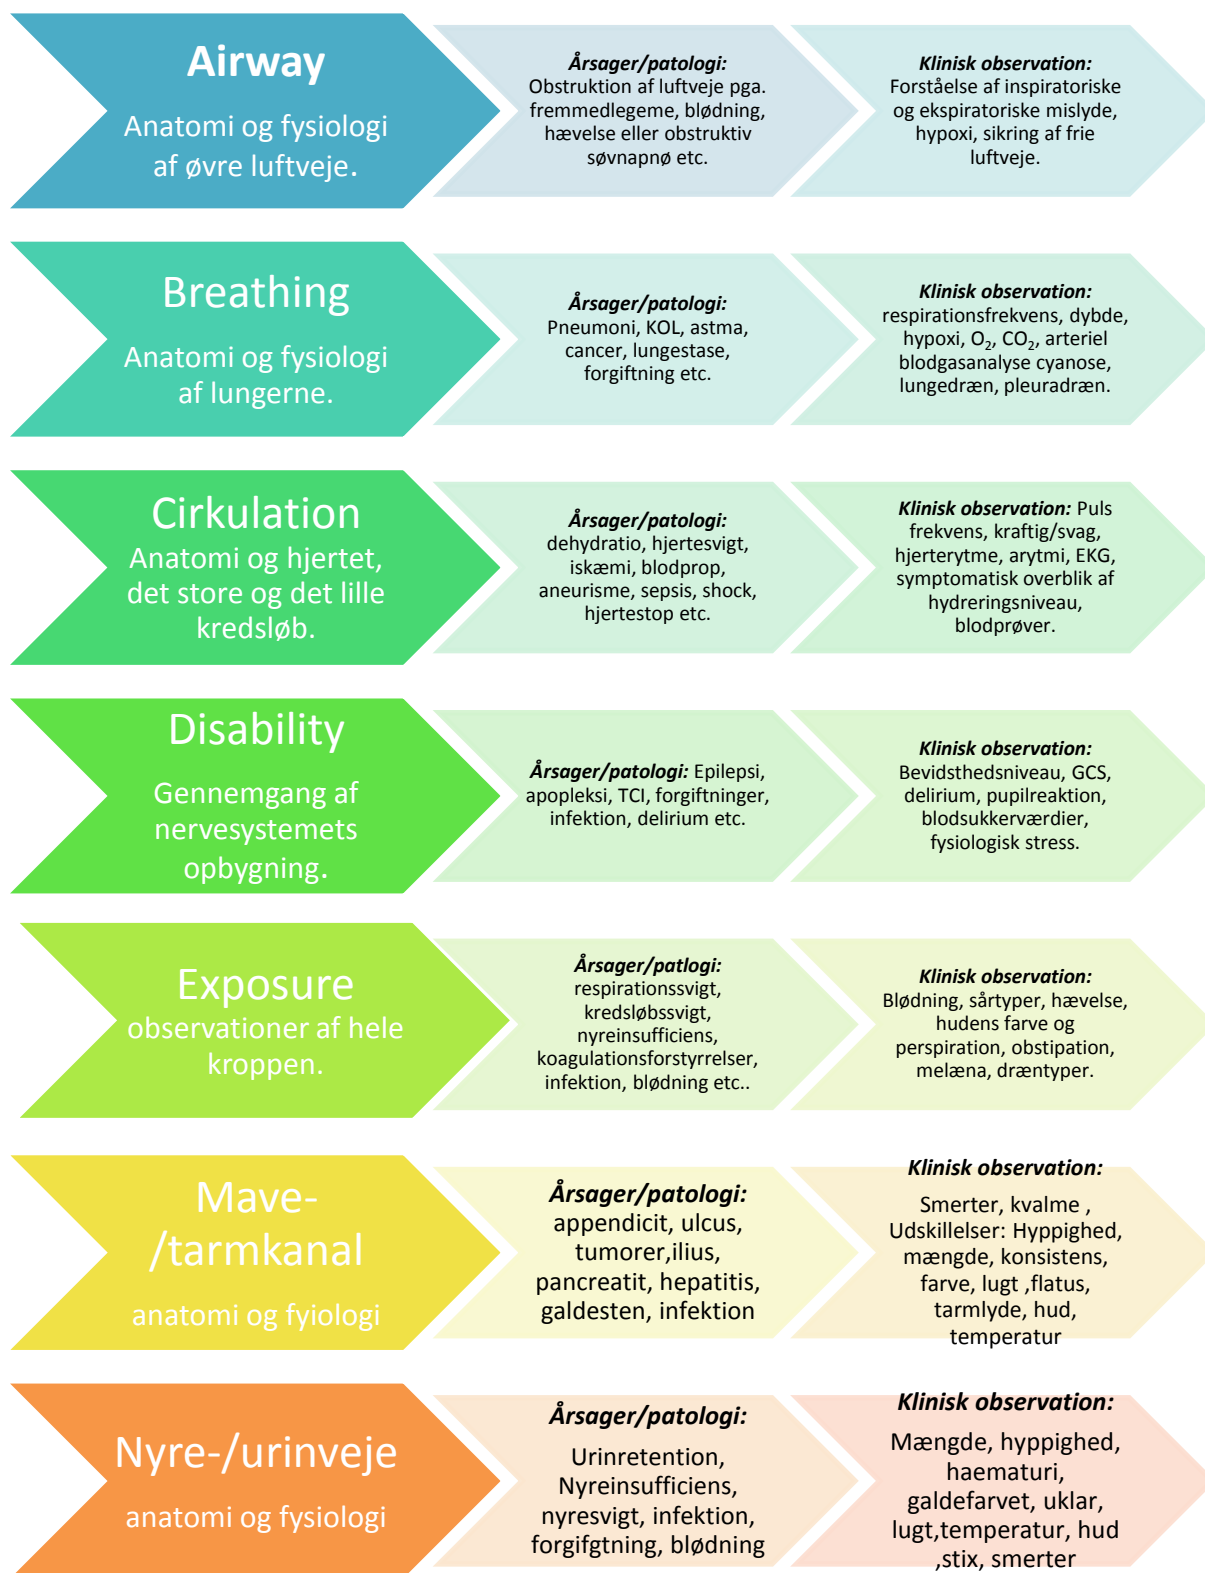 Airway
Anatomi og fysiologi
af øvre luftveje.
Årsager/patologi:
Obstruktion af luftveje pga.
fremmedlegeme, blødning,
hævelse eller obstruktiv
søvnapnø etc.
Klinisk observation:
Forståelse af inspiratoriske
og ekspiratoriske mislyde,
hypoxi, sikring af frie
luftveje.
Breathing
Anatomi og fysiologi
af lungerne.
Årsager/patologi:
Pneumoni, KOL, astma,
cancer, lungestase,
forgiftning etc.
Klinisk observation:
respirationsfrekvens, dybde,
hypoxi, O₂, CO₂, arteriel
blodgasanalyse cyanose,
lungedræn, pleuradræn.
Cirkulation
Anatomi og hjertet,
det store og det lille
kredsløb.
Årsager/patologi:
dehydratio, hjertesvigt,
iskæmi, blodprop,
aneurisme, sepsis, shock,
hjertestop etc.
Klinisk observation: Puls
frekvens, kraftig/svag,
hjerterytme, arytmi, EKG,
symptomatisk overblik af
hydreringsniveau,
blodprøver.
Disability
Gennemgang af
nervesystemets
opbygning.
Årsager/patologi: Epilepsi,
apopleksi, TCI, forgiftninger,
infektion, delirium etc.
Klinisk observation:
Bevidsthedsniveau, GCS,
delirium, pupilreaktion,
blodsukkerværdier,
fysiologisk stress.
Exposure
observationer af hele
kroppen.
Årsager/patlogi:
respirationssvigt,
kredsløbssvigt,
nyreinsufficiens,
koagulationsforstyrrelser,
infektion, blødning etc..
Klinisk observation:
Blødning, sårtyper, hævelse,
hudens farve og
perspiration, obstipation,
melæna, dræntyper.
Mave-
/tarmkanal
anatomi og fyiologi
Årsager/patologi:
appendicit, ulcus,
tumorer,ilius,
pancreatit, hepatitis,
galdesten, infektion
Klinisk observation:
Smerter, kvalme ,
Udskillelser: Hyppighed,
mængde, konsistens,
farve, lugt ,flatus,
tarmlyde, hud,
temperatur
Nyre-/urinveje
anatomi og fysiologi
Årsager/patologi:
Urinretention,
Nyreinsufficiens,
nyresvigt, infektion,
forgifgtning, blødning
Klinisk observation:
Mængde, hyppighed,
haematuri,
galdefarvet, uklar,
lugt,temperatur, hud
,stix, smerter